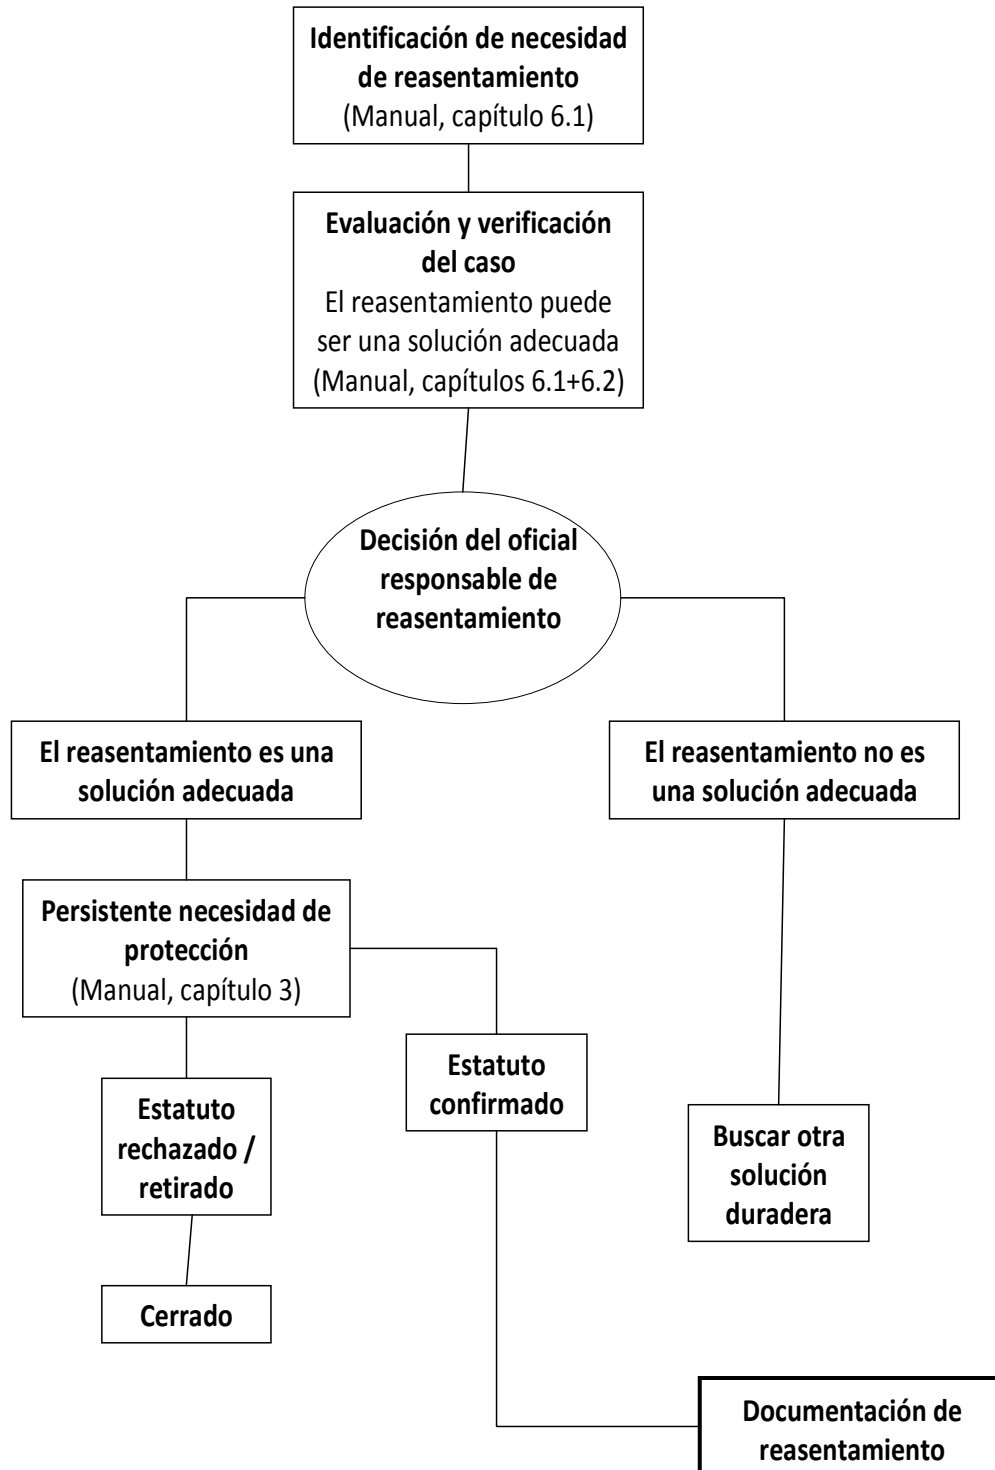 Identificación de necesidad
de reasentamiento
(Manual, capítulo 6.1)
Evaluación y verificación
del caso
El reasentamiento puede
ser una solución adecuada
(Manual, capítulos 6.1+6.2)
Decisión del oficial
responsable de
reasentamiento
El reasentamiento es una
solución adecuada
El reasentamiento no es
una solución adecuada
Persistente necesidad de
protección
(Manual, capítulo 3)
Estatuto
confirmado
Estatuto
rechazado /
retirado
Buscar otra
solución
duradera
Cerrado
Documentación de
reasentamiento